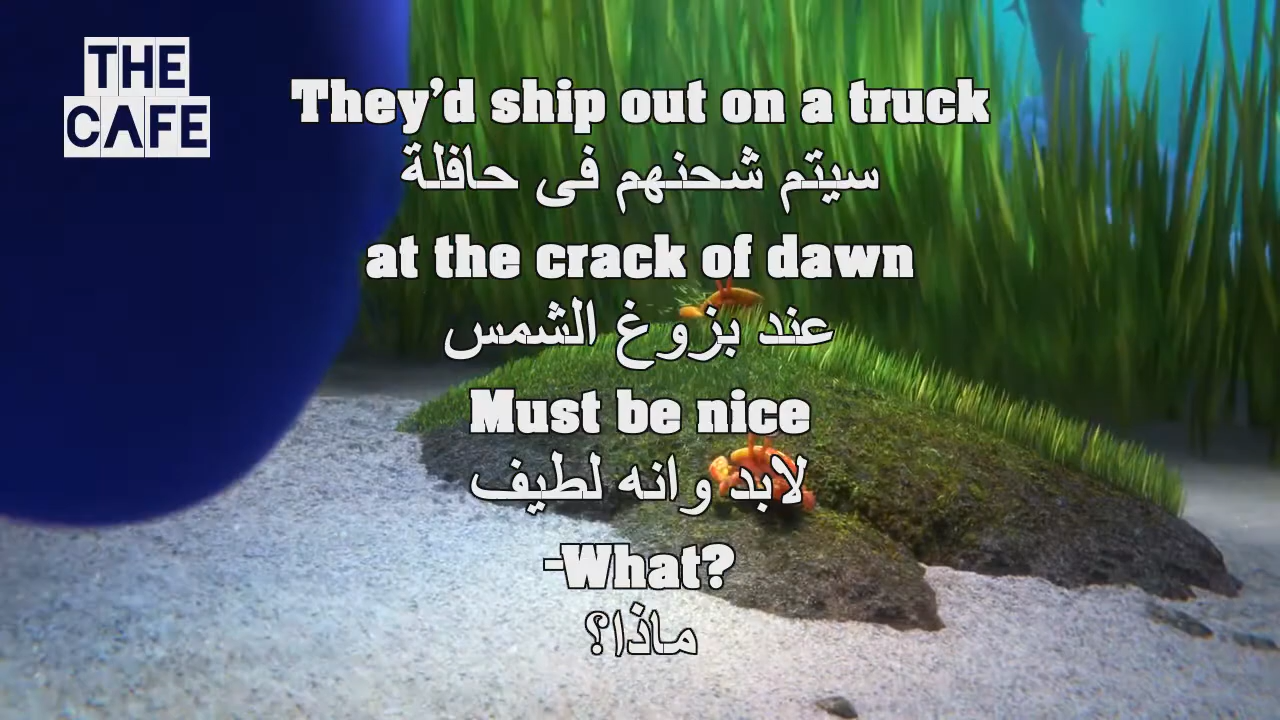 THE
CAFE
They'd ship out on a truck
سيتم شحنهم فى حافلة
at the crack of dawn
عند بزوغ الشمس
Must be nice
لابد وانه لطيف
-What?
ماذا؟